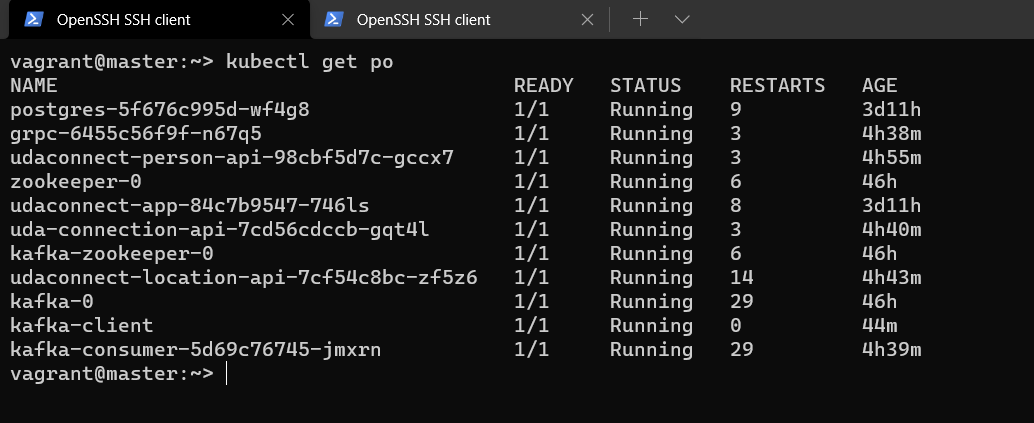 OpenSSH SSH client OpenSSH SSH client
vagrant@master:~> kubectl get po
NAME READY STATUS RESTARTS AGE
postgres-5f676c995d-wf4g8 1/1 Running 9 3d11h
grpc-6455c56f9f-n67q5 1/1 Running 3 4h38m
udaconnect-person-api-98cbf5d7c-gccx7 1/1 Running 3 4h55m
zookeeper-0 1/1 Running 6 46h
udaconnect-app-84c7b9547-746ls 1/1 Running 8 3d11h
uda-connection-api-7cd56cdccb-gqt4l 1/1 Running 3 4h40m
kafka-zookeeper-0 1/1 Running 6 46h
udaconnect-location-api-7cf54c8bc-zf5z6 1/1 Running 14 4h43m
kafka-0 1/1 Running 29 46h
kafka-client 1/1 Running 0 44m
kafka-consumer-5d69c76745-jmxrn 1/1 Running 29 4h39m
vagrant@master:~>